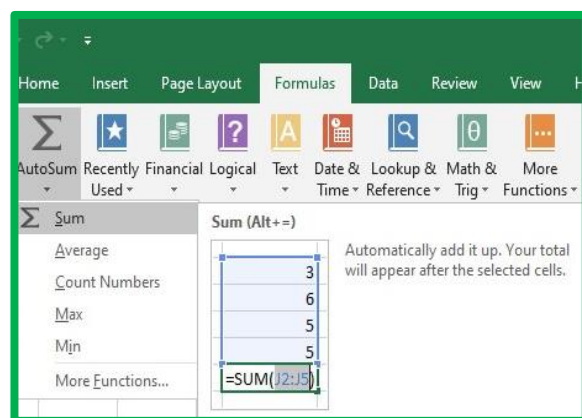 Home Insert Page Layout Formulas Data Review View
AutoSum Recently Used Financial Logical Text Date & Time Lookup & Reference Math & Trig More Functions
Σ Sum
Average
Count Numbers
Max
Min
More Functions...
Sum (Alt+=)
3
6
5
5
=SUM(J2:J5)
Automatically add it up. Your total
will appear after the selected cells.